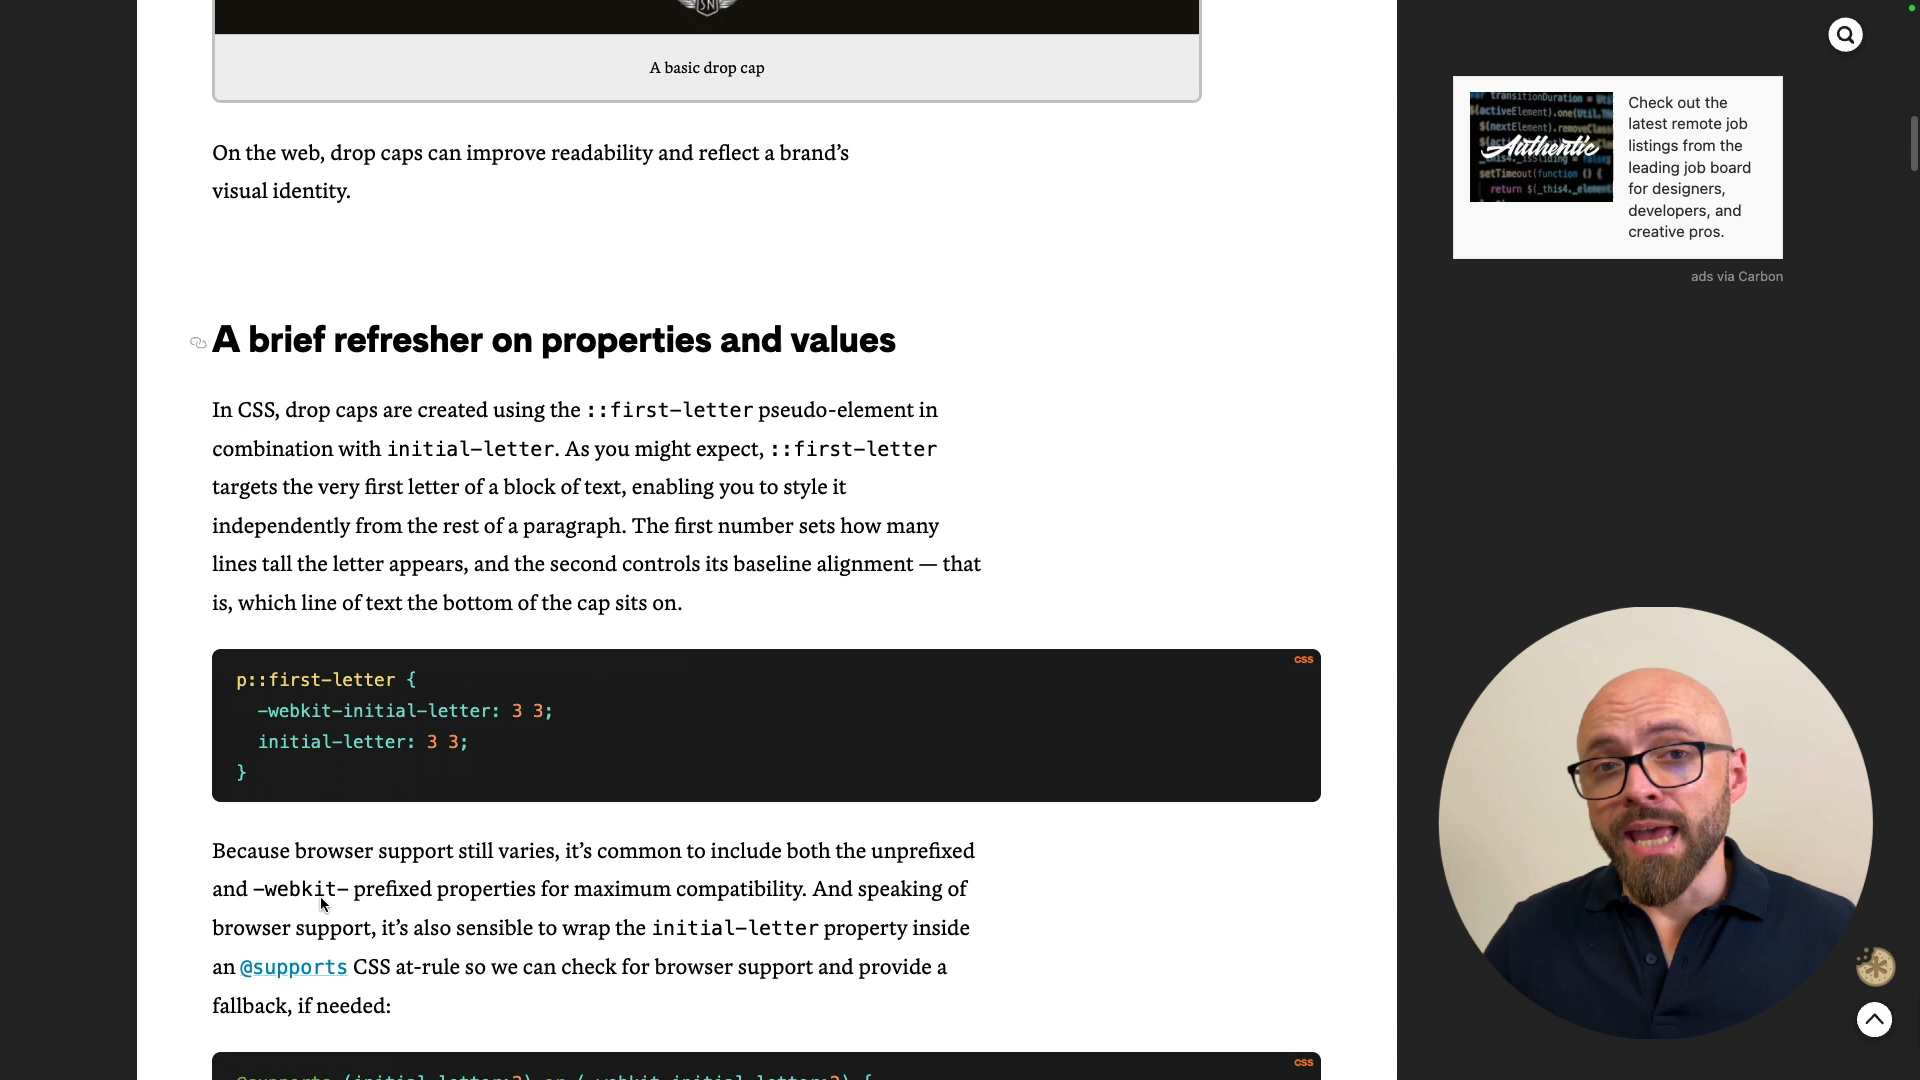 SN
A basic drop cap
On the web, drop caps can improve readability and reflect a brand’s
visual identity.
A brief refresher on properties and values
In CSS, drop caps are created using the ::first-letter pseudo-element in
combination with initial-letter. As you might expect, ::first-letter
targets the very first letter of a block of text, enabling you to style it
independently from the rest of a paragraph. The first number sets how many
lines tall the letter appears, and the second controls its baseline alignment — that
is, which line of text the bottom of the cap sits on.
CSS
p::first-letter {
-webkit-initial-letter: 3 3;
initial-letter: 3 3;
}
Because browser support still varies, it’s common to include both the unprefixed
and -webkit- prefixed properties for maximum compatibility. And speaking of
browser support, it’s also sensible to wrap the initial-letter property inside
an @supports CSS at-rule so we can check for browser support and provide a
fallback, if needed:
CSS
Authentic
setTimeout(function () {
Check out the
latest remote job
listings from the
leading job board
for designers,
developers, and
creative pros.
ads via Carbon